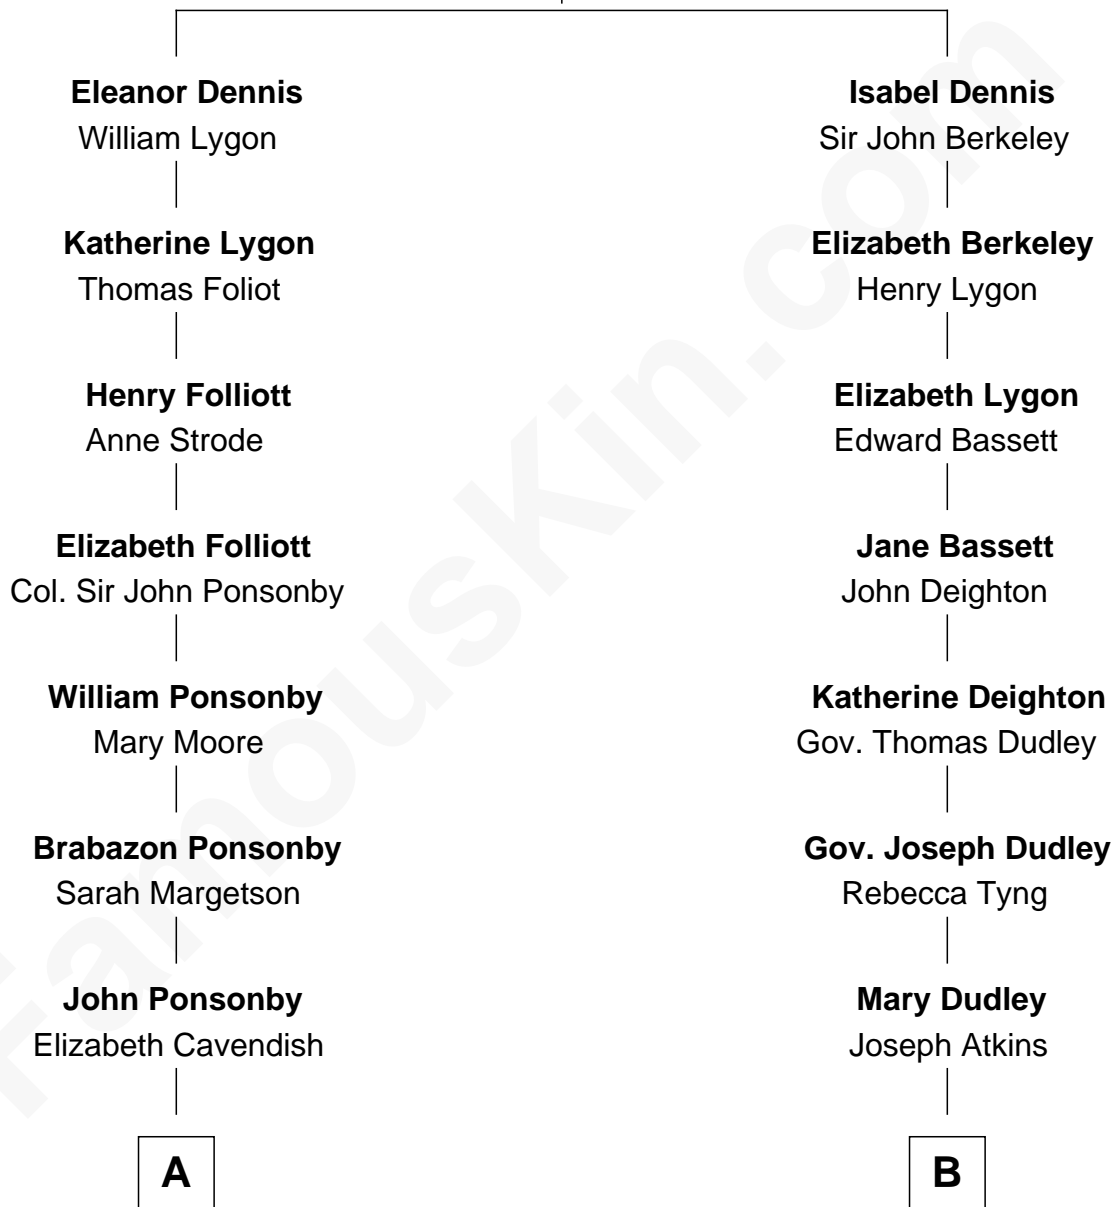 Eleanor Dennis
William Lygon
Katherine Lygon
Thomas Foliot
Henry Folliott
Anne Strode
Elizabeth Folliott
Col. Sir John Ponsonby
William Ponsonby
Mary Moore
Brabazon Ponsonby
Sarah Margetson
John Ponsonby
Elizabeth Cavendish
A
Isabel Dennis
Sir John Berkeley
Elizabeth Berkeley
Henry Lygon
Elizabeth Lygon
Edward Bassett
Jane Bassett
John Deighton
Katherine Deighton
Gov. Thomas Dudley
Gov. Joseph Dudley
Rebecca Tyng
Mary Dudley
Joseph Atkins
B
FamousKin.com